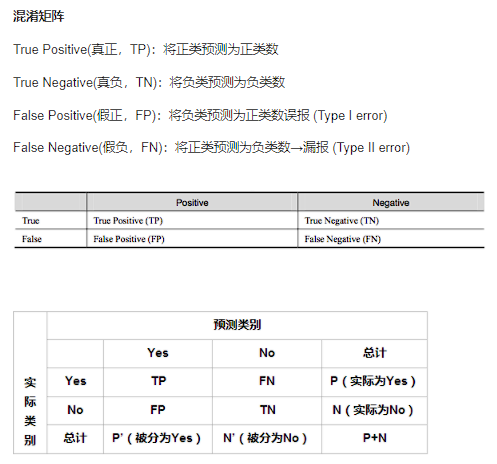 混淆矩阵
True Positive(真正，TP)：将正类预测为正类数
True Negative(真负，TN)：将负类预测为负类数
False Positive(假正，FP)：将负类预测为正类数误报 (Type I error)
False Negative(假负，FN)：将正类预测为负类数→漏报 (Type II error)
Positive Negative
True True Positive (TP) True Negative (TN)
False False Positive (FP) False Negative (FN)
预测类别
Yes No 总计
实际类别
Yes TP FN P（实际为Yes）
No FP TN N（实际为No）
总计 P’（被分为Yes） N’（被分为No） P+N